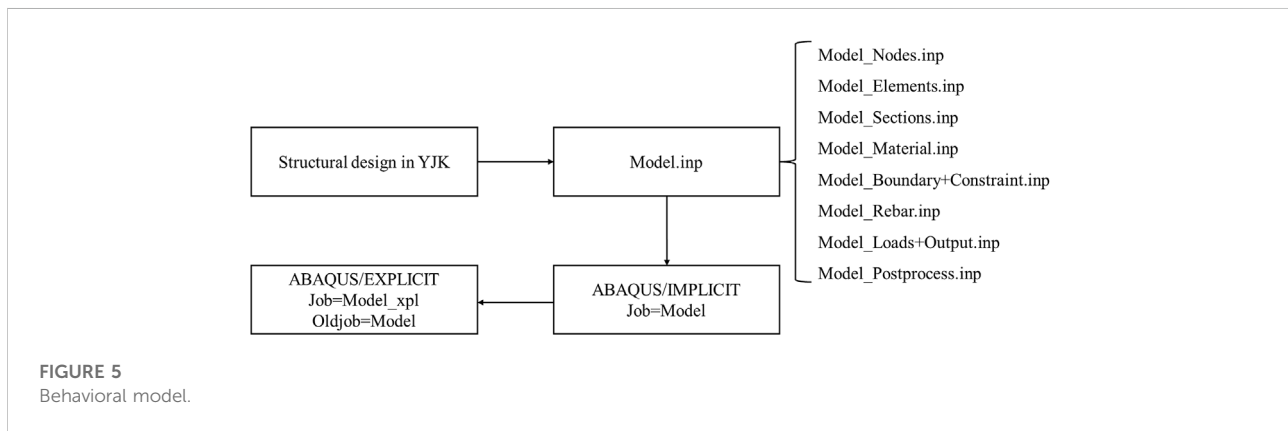 Structural design in YJK
Model.inp
Model_Nodes.inp
Model_Elements.inp
Model_Sections.inp
Model_Material.inp
Model_Boundary+Constraint.inp
Model_Rebar.inp
Model_Loads+Output.inp
Model_Postprocess.inp
ABAQUS/EXPLICIT
Job=Model_xpl
Oldjob=Model
ABAQUS/IMPLICIT
Job=Model
FIGURE 5
Behavioral model.